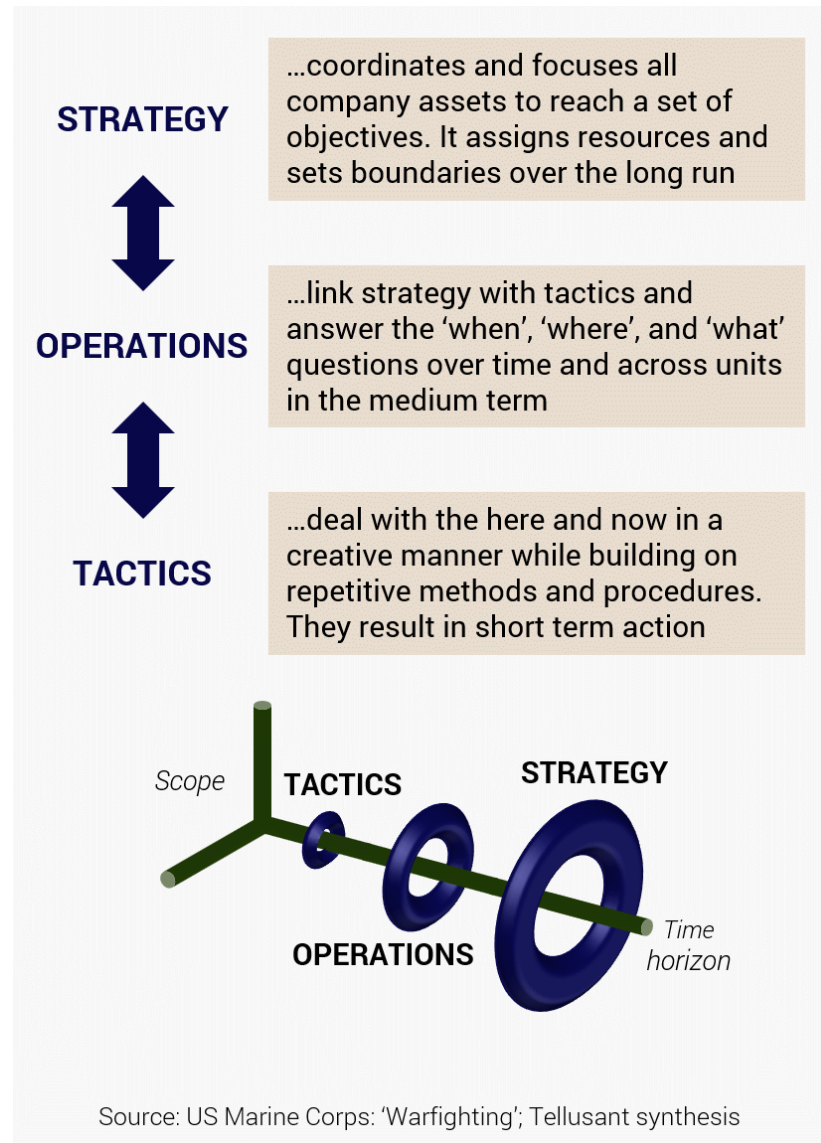 STRATEGY
…coordinates and focuses all
company assets to reach a set of
objectives. It assigns resources and
sets boundaries over the long run
OPERATIONS
…link strategy with tactics and
answer the ‘when’, ‘where’, and ‘what’
questions over time and across units
in the medium term
TACTICS
…deal with the here and now in a
creative manner while building on
repetitive methods and procedures.
They result in short term action
Scope
TACTICS
STRATEGY
OPERATIONS
Time
horizon
Source: US Marine Corps: ‘Warfighting’; Tellusant synthesis